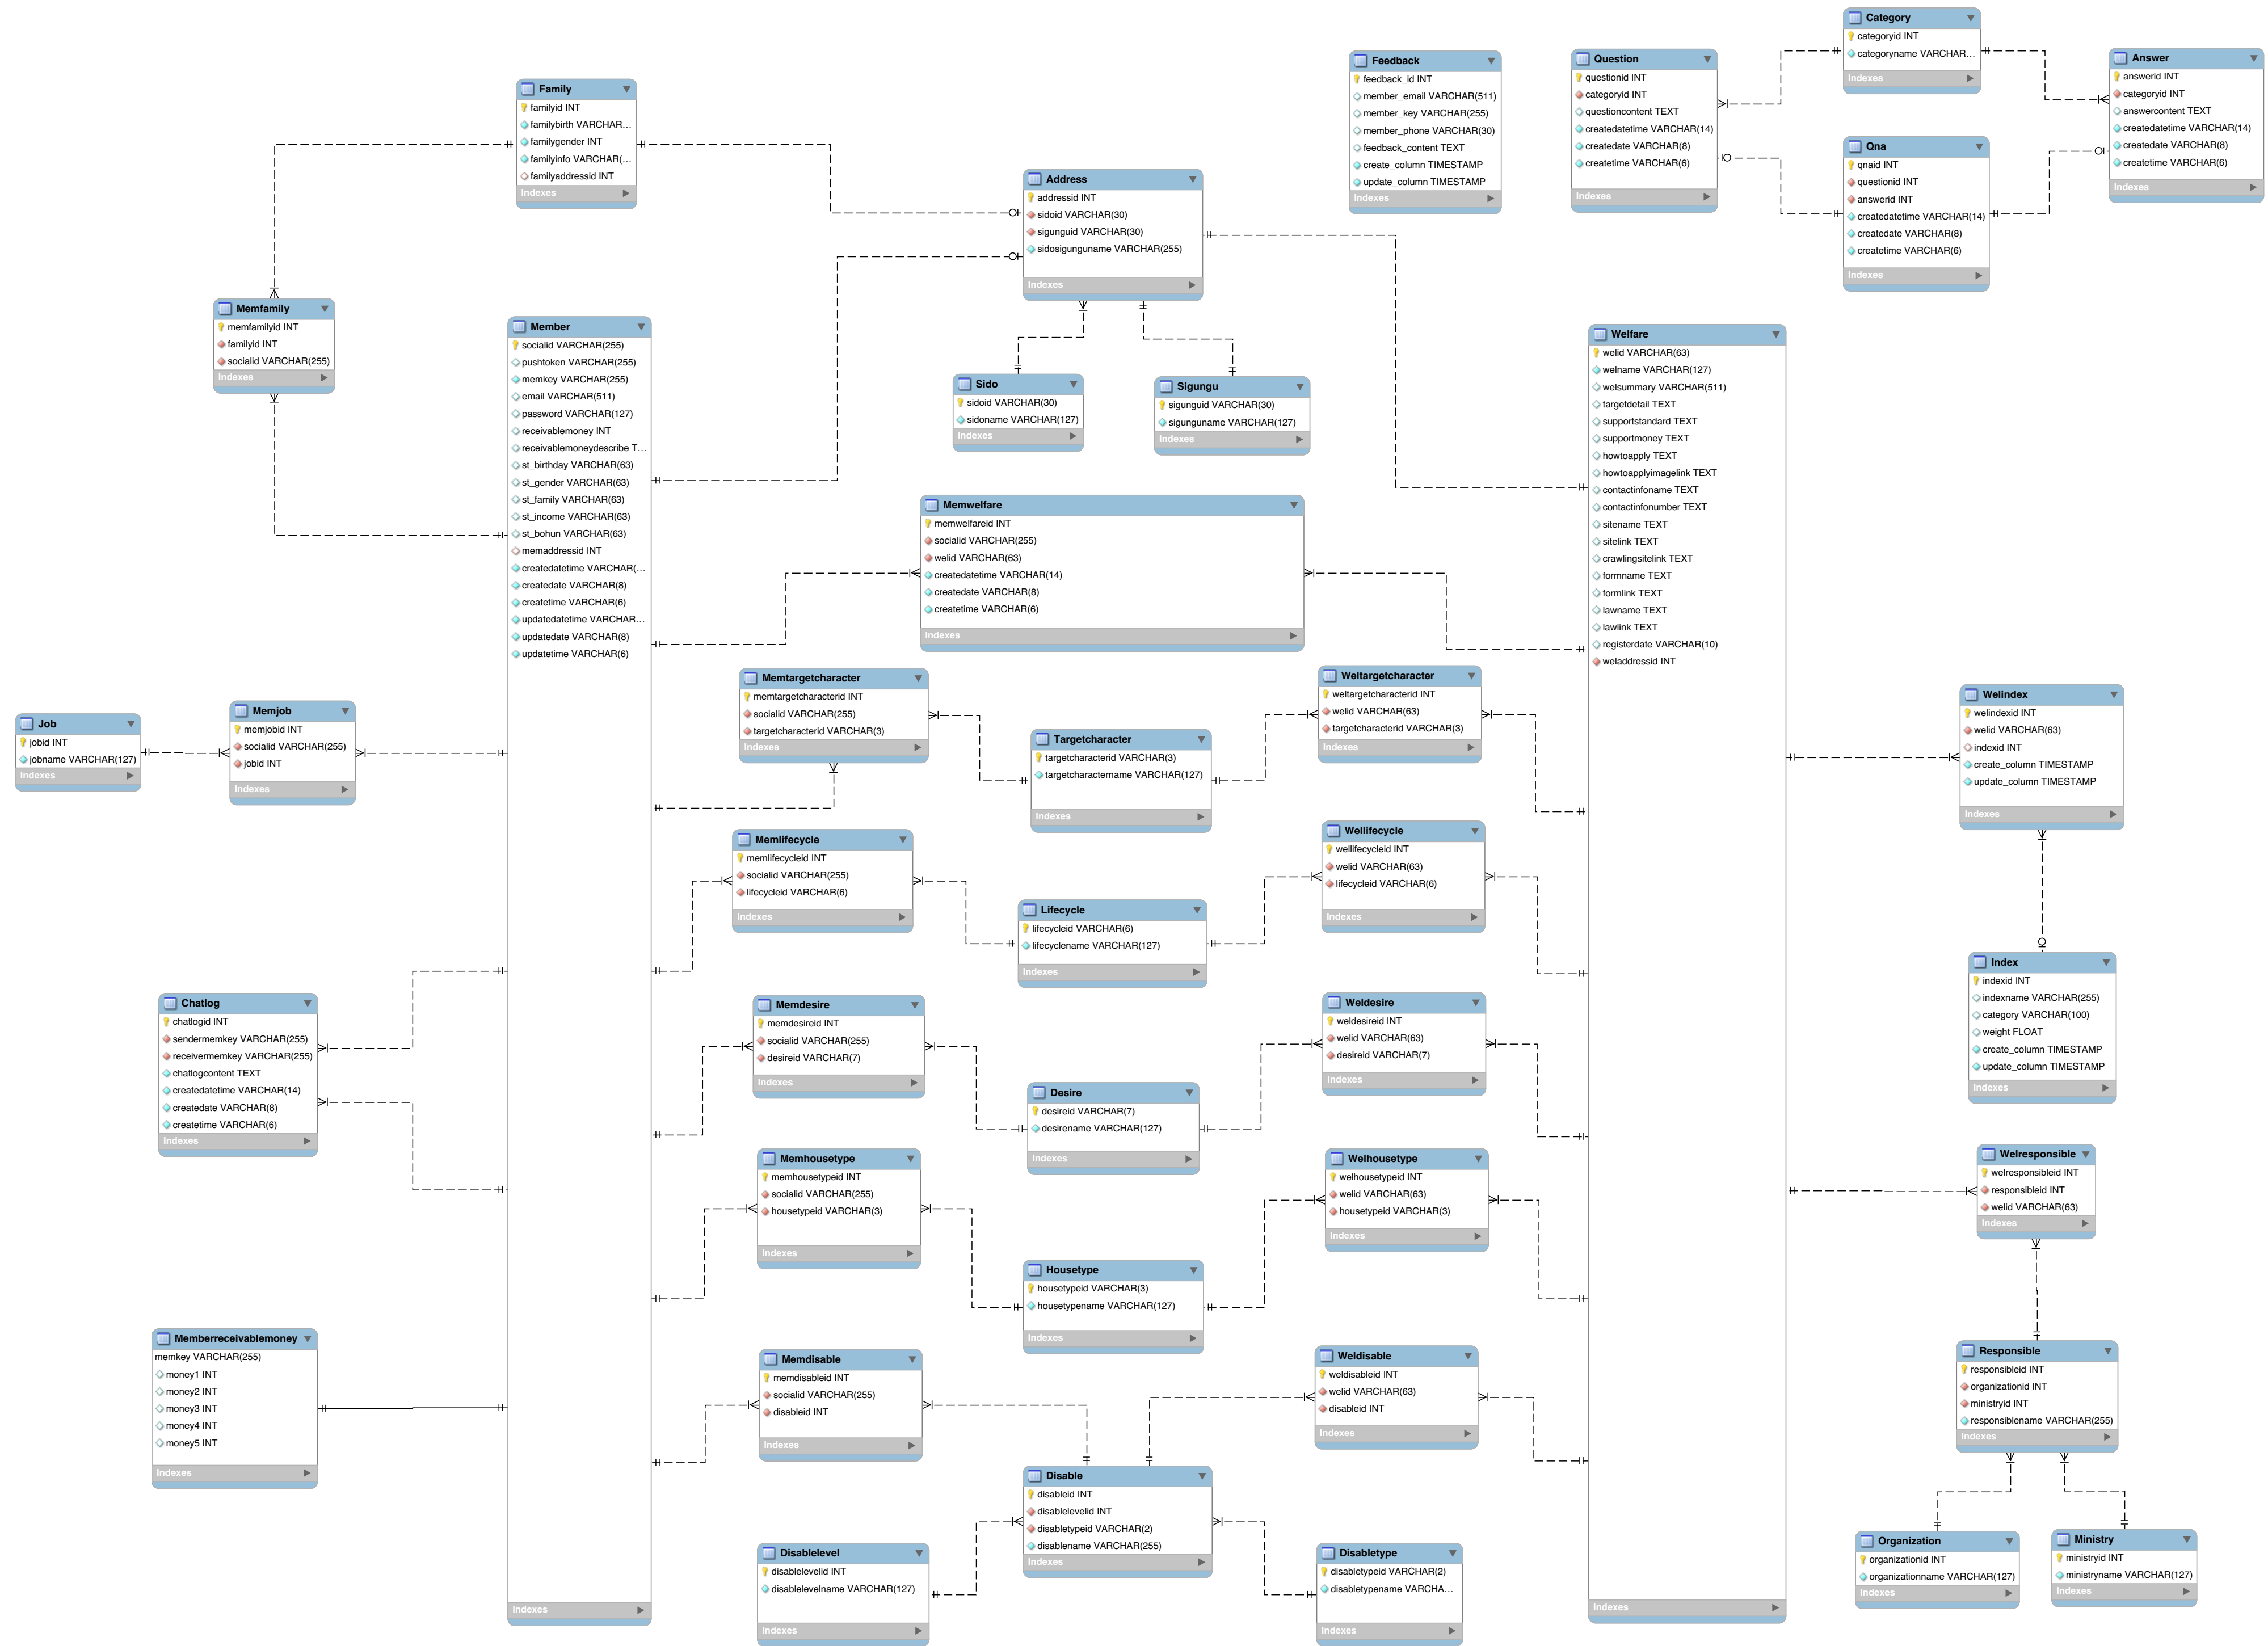 Category
categoryid INT
categoryname VARCHAR...
Indexes
Feedback
feedback_id INT
member_email VARCHAR(511)
member_key VARCHAR(255)
member_phone VARCHAR(30)
feedback_content TEXT
create_column TIMESTAMP
update_column TIMESTAMP
Indexes
Question
questionid INT
categoryid INT
questioncontent TEXT
createdatetime VARCHAR(14)
createdate VARCHAR(8)
createtime VARCHAR(6)
Indexes
Answer
answerid INT
categoryid INT
answercontent TEXT
createdatetime VARCHAR(14)
createdate VARCHAR(8)
createtime VARCHAR(6)
Indexes
Family
familyid INT
familybirth VARCHAR...
familygender INT
familyinfo VARCHAR(...
familyaddressid INT
Indexes
Qna
qnaid INT
questionid INT
answerid INT
createdatetime VARCHAR(14)
createdate VARCHAR(8)
createtime VARCHAR(6)
Indexes
Address
addressid INT
sidoid VARCHAR(30)
sigunguid VARCHAR(30)
sidosigunguname VARCHAR(255)
Indexes
Memfamily
memfamilyid INT
familyid INT
socialid VARCHAR(255)
Indexes
Member
socialid VARCHAR(255)
pushtoken VARCHAR(255)
memkey VARCHAR(255)
email VARCHAR(511)
password VARCHAR(127)
receivablemoney INT
receivablemoneydescribe T...
st_birthday VARCHAR(63)
st_gender VARCHAR(63)
st_family VARCHAR(63)
st_income VARCHAR(63)
st_bohun VARCHAR(63)
memaddressid INT
createdatetime VARCHAR(...
createdate VARCHAR(8)
createtime VARCHAR(6)
updatedatetime VARCHAR...
updatedate VARCHAR(8)
updatetime VARCHAR(6)
Indexes
Sido
sidoid VARCHAR(30)
sidoname VARCHAR(127)
Indexes
Sigungu
sigunguid VARCHAR(30)
sigunguname VARCHAR(127)
Indexes
Welfare
welid VARCHAR(63)
welname VARCHAR(127)
welsummary VARCHAR(511)
targetdetail TEXT
supportstandard TEXT
supportmoney TEXT
howtoapply TEXT
howtoapplyimagelink TEXT
contactinfoname TEXT
contactinfonumber TEXT
sitename TEXT
sitelink TEXT
crawlingsitelink TEXT
formname TEXT
formlink TEXT
lawname TEXT
lawlink TEXT
registerdate VARCHAR(10)
weladdressid INT
Indexes
Memwelfare
memwelfareid INT
socialid VARCHAR(255)
welid VARCHAR(63)
createdatetime VARCHAR(14)
createdate VARCHAR(8)
createtime VARCHAR(6)
Indexes
Job
jobid INT
jobname VARCHAR(127)
Indexes
Memjob
memjobid INT
socialid VARCHAR(255)
jobid INT
Indexes
Memtargetcharacter
memtargetcharacterid INT
socialid VARCHAR(255)
targetcharacterid VARCHAR(3)
Indexes
Targetcharacter
targetcharacterid VARCHAR(3)
targetcharactername VARCHAR(127)
Indexes
Weltargetcharacter
weltargetcharacterid INT
welid VARCHAR(63)
targetcharacterid VARCHAR(3)
Indexes
Welindex
welindexid INT
welid VARCHAR(63)
indexid INT
create_column TIMESTAMP
update_column TIMESTAMP
Indexes
Memlifecycle
memlifecycleid INT
socialid VARCHAR(255)
lifecycleid VARCHAR(6)
Indexes
Lifecycle
lifecycleid VARCHAR(6)
lifecyclename VARCHAR(127)
Indexes
Wellifecycle
wellifecycleid INT
welid VARCHAR(63)
lifecycleid VARCHAR(6)
Indexes
Index
indexid INT
indexname VARCHAR(255)
category VARCHAR(100)
weight FLOAT
create_column TIMESTAMP
update_column TIMESTAMP
Indexes
Chatlog
chatlogid INT
sendermemkey VARCHAR(255)
receivermemkey VARCHAR(255)
chatlogcontent TEXT
createdatetime VARCHAR(14)
createdate VARCHAR(8)
createtime VARCHAR(6)
Indexes
Memdesire
memdesireid INT
socialid VARCHAR(255)
desireid VARCHAR(7)
Indexes
Desire
desireid VARCHAR(7)
desirename VARCHAR(127)
Indexes
Weldesire
weldesireid INT
welid VARCHAR(63)
desireid VARCHAR(7)
Indexes
Memhousetype
memhousetypeid INT
socialid VARCHAR(255)
housetypeid VARCHAR(3)
Indexes
Housetype
housetypeid VARCHAR(3)
housetypename VARCHAR(127)
Indexes
Welhousetype
welhousetypeid INT
welid VARCHAR(63)
housetypeid VARCHAR(3)
Indexes
Welresponsible
welresponsibleid INT
responsibleid INT
welid VARCHAR(63)
Indexes
Memberreceivablemoney
memkey VARCHAR(255)
money1 INT
money2 INT
money3 INT
money4 INT
money5 INT
Indexes
Memdisable
memdisableid INT
socialid VARCHAR(255)
disableid INT
Indexes
Weldisable
weldisableid INT
welid VARCHAR(63)
disableid INT
Indexes
Responsible
responsibleid INT
organizationid INT
ministryid INT
responsiblename VARCHAR(255)
Indexes
Disable
disableid INT
disablelevelid INT
disabletypeid VARCHAR(2)
disablename VARCHAR(255)
Indexes
Disablelevel
disablelevelid INT
disablelevelname VARCHAR(127)
Indexes
Disabletype
disabletypeid VARCHAR(2)
disabletypename VARCHA...
Indexes
Organization
organizationid INT
organizationname VARCHAR(127)
Indexes
Ministry
ministryid INT
ministryname VARCHAR(127)
Indexes